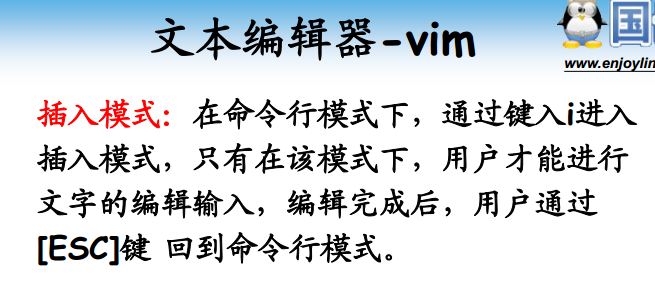 文本编辑器-vim
www.enjoylin
插入模式：在命令行模式下，通过键入i进入
插入模式，只有在该模式下，用户才能进行
文字的编辑输入，编辑完成后，用户通过
[ESC]键 回到命令行模式。